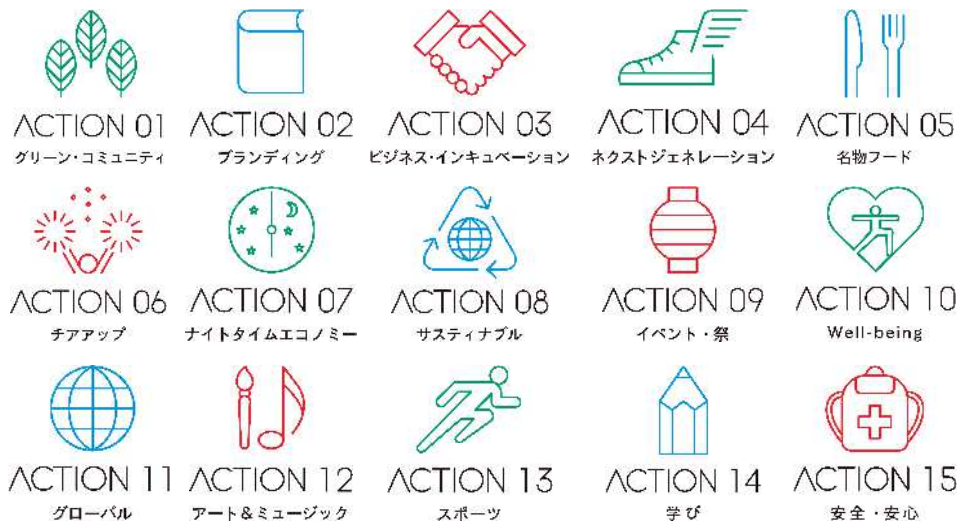 ACTION 01
グリーン・コミュニティ
ACTION 02
ブランディング
ACTION 03
ビジネス・インキュベーション
ACTION 04
ネクストジェネレーション
ACTION 05
名物フード
ACTION 06
チアアップ
ACTION 07
ナイトタイムエコノミー
ACTION 08
サスティナブル
ACTION 09
イベント・祭
ACTION 10
Well-being
ACTION 11
グローバル
ACTION 12
アート&ミュージック
ACTION 13
スポーツ
ACTION 14
学び
ACTION 15
安全・安心